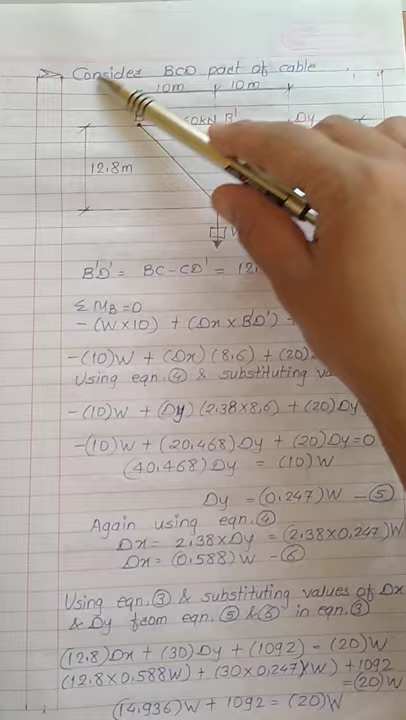 Consider BCD part of cable
10m 10m
B 50kN B' Dy
12.8m
W
B'D' = BC-CD' = 12.
ΣMB=0
-(W×10) + (Dx×B'D') +
-(10)W + (Dx)(8.6) + (20)
Using eqn. ④ & substituting va
-(10)W + (Dy)(2.38×8.6) + (20)Dy
-(10)W + (20.468)Dy + (20)Dy=0
(40.468)Dy = (10)W
Dy = (0.247)W - ⑤
Again using eqn. ④
Dx = 2.38×Dy = (2.38×0.247)W
Dx = (0.588)W - ⑥
Using eqn. ③ & substituting values of Dx
& Dy from eqn. ⑤ & ⑥ in eqn. ③
(12.8)Dx + (30)Dy + (1092) - (20)W
(12.8×0.588W) + (30×0.247)(W) + 1092
= (20)W
(14.936)W + 1092 = (20)W